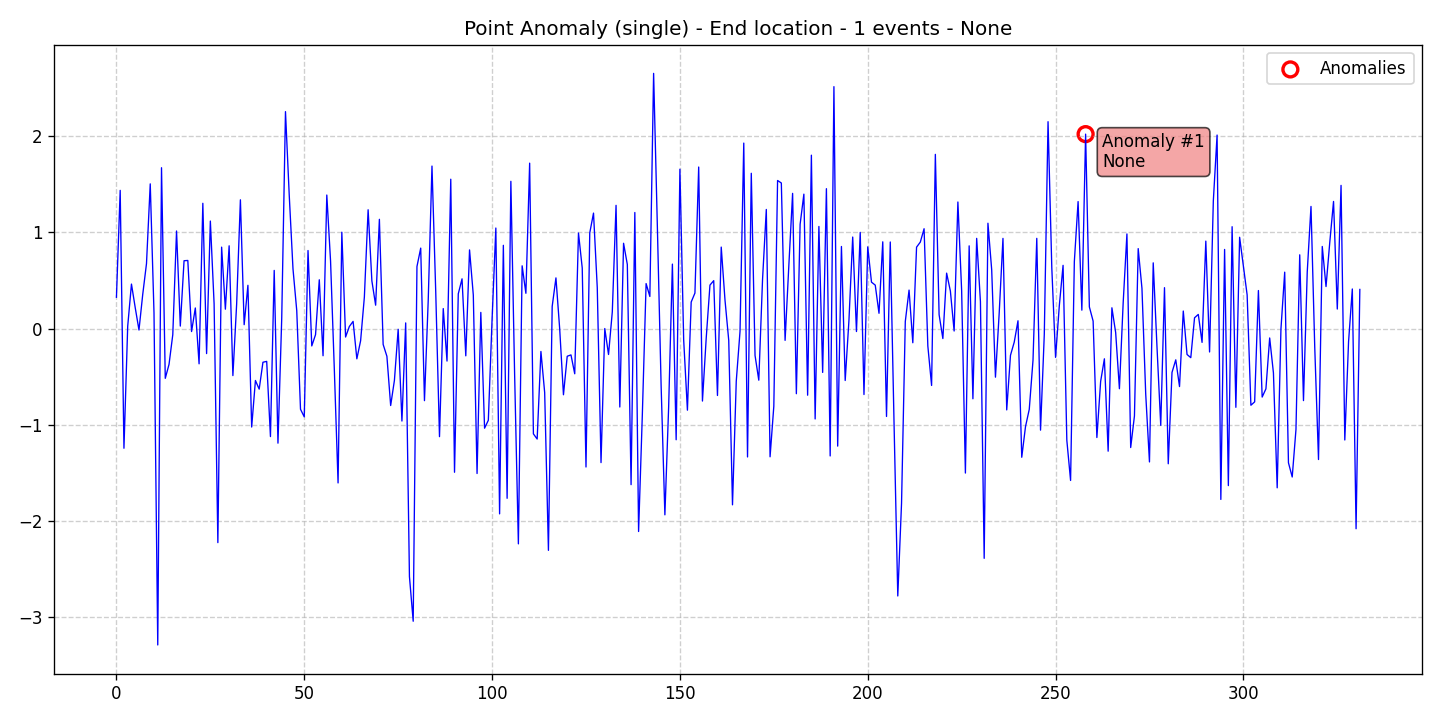 Point Anomaly (single) - End location - 1 events - None
Anomalies
Anomaly #1
None
2
1
0
−1
−2
−3
0 50 100 150 200 250 300